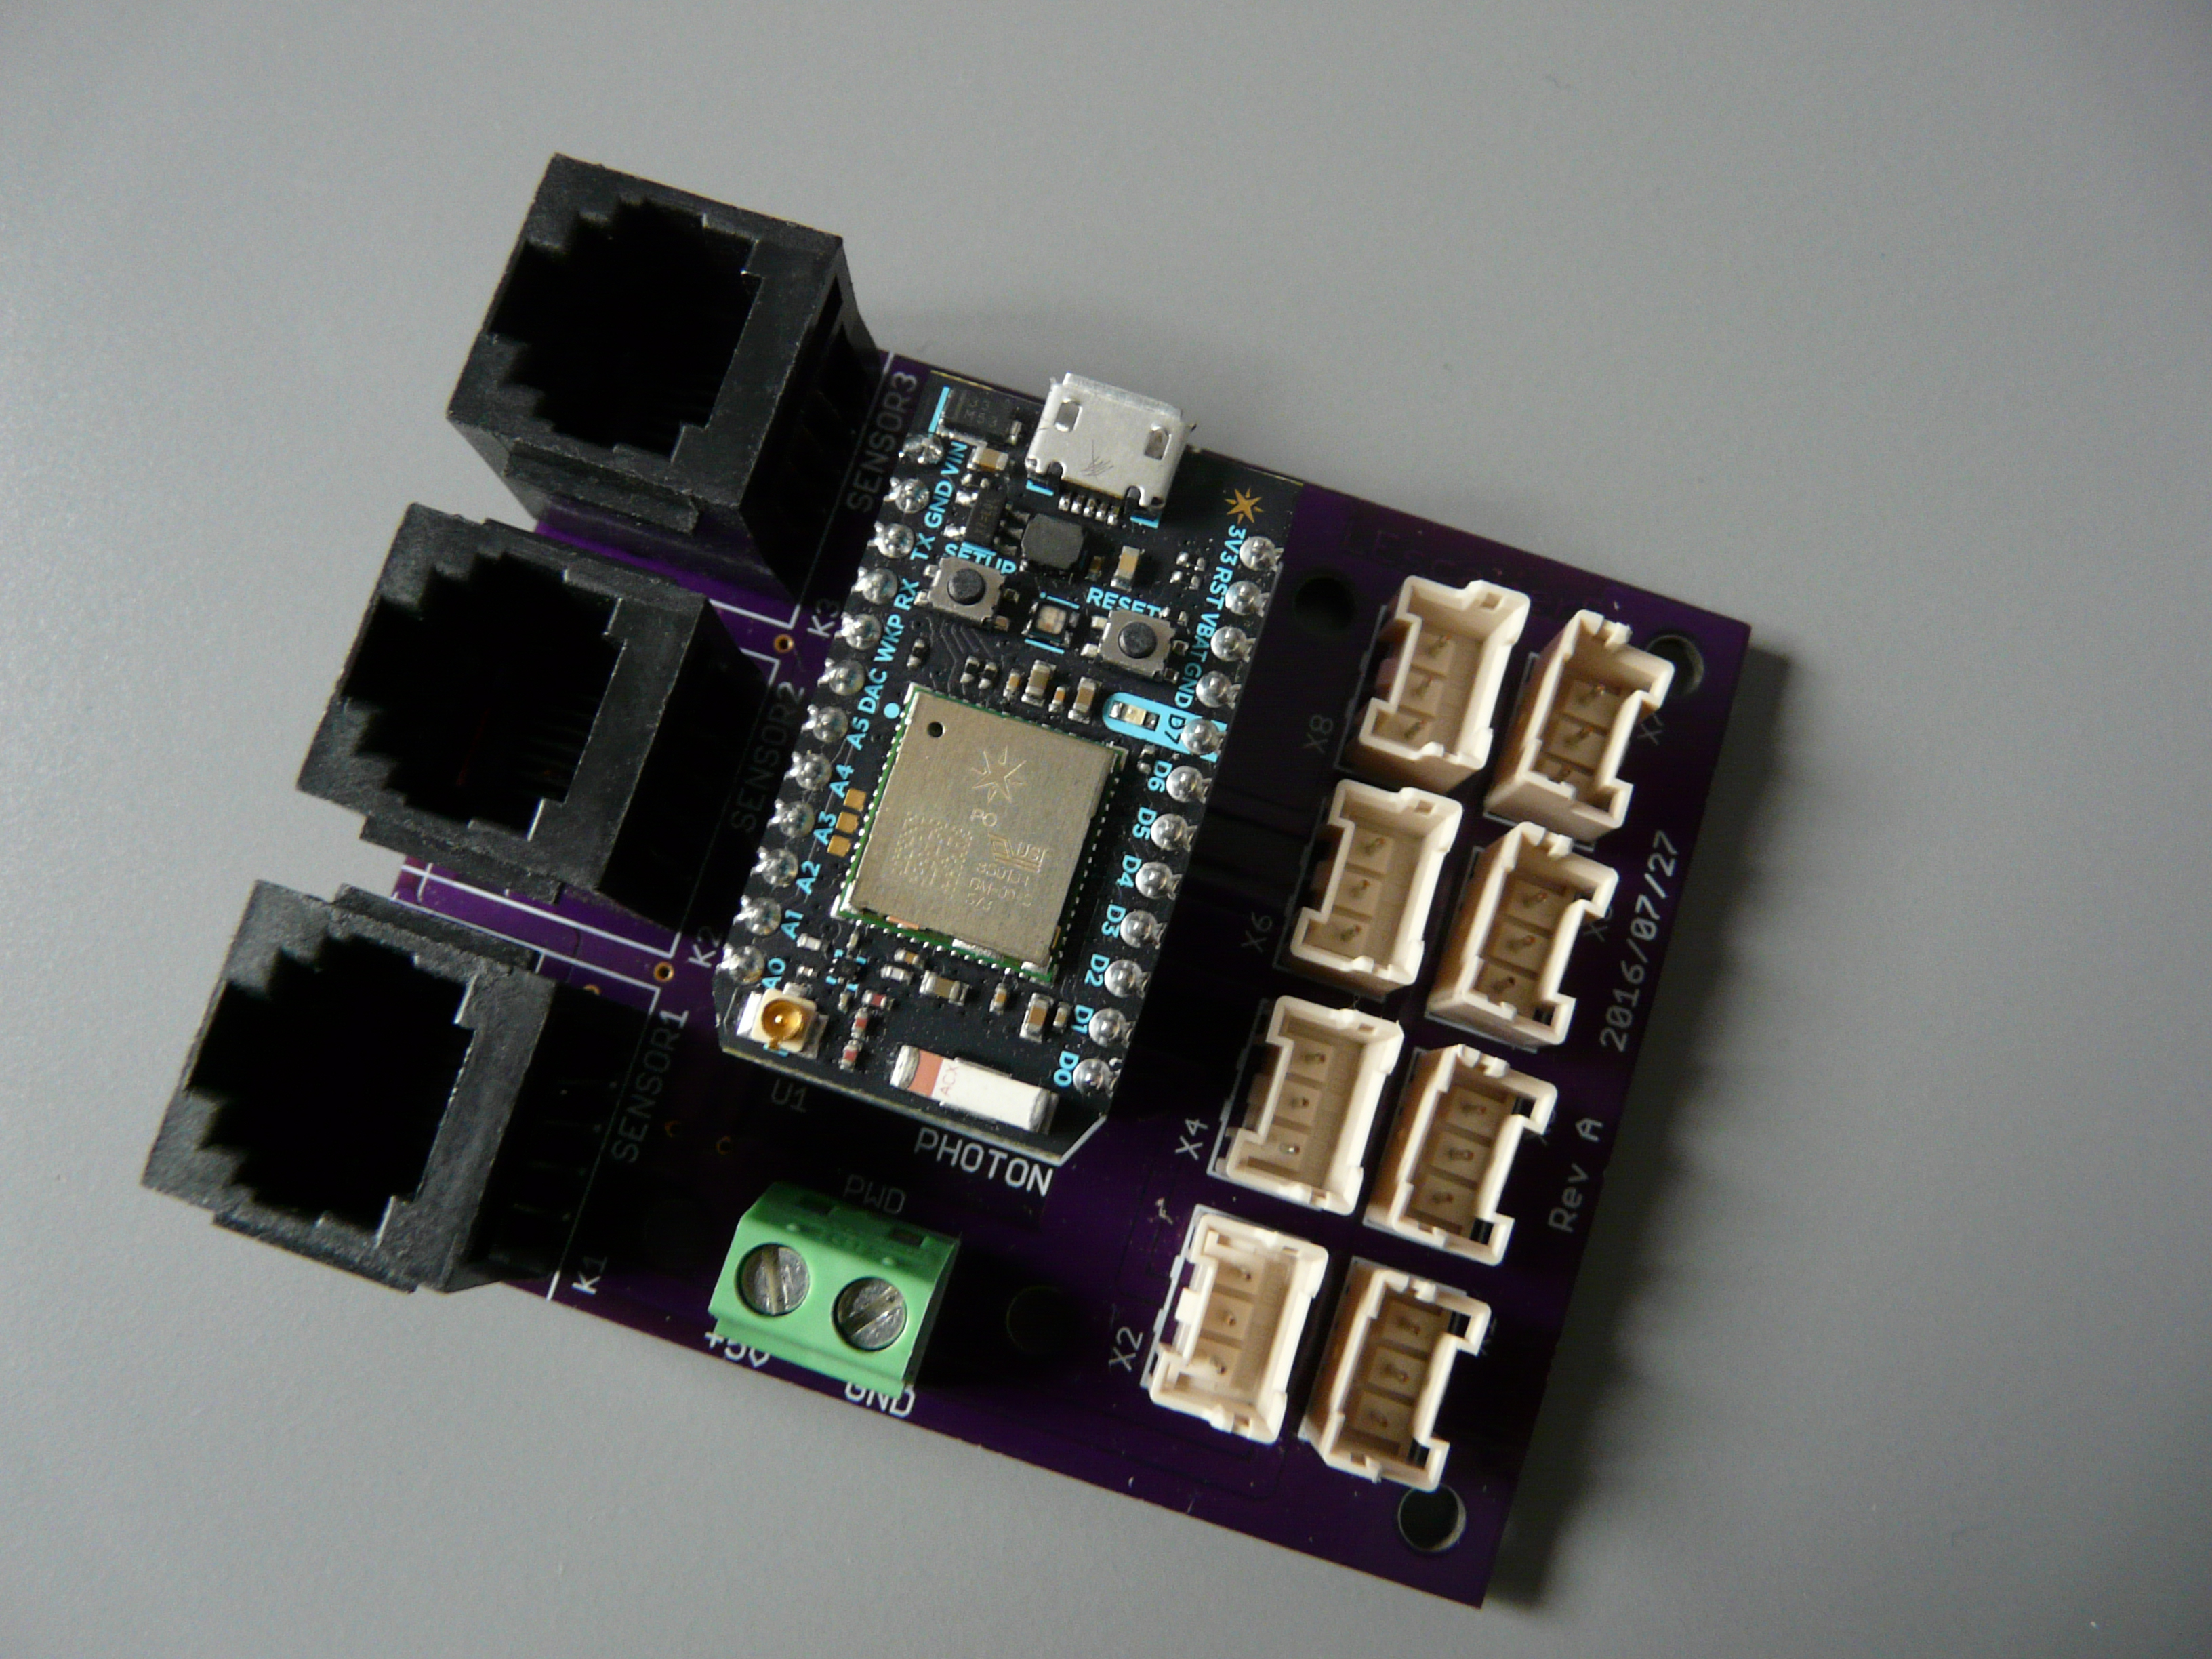 SENSOR3
K3
SENSOR2
K2
SENSOR1
K1
VIN
GND
TX
RX
WKP
DAC
A5
A4
A3
A2
A1
A0
SETUP
RESET
3V3
RST
VBAT
GND
D7
D6
D5
D4
D3
D2
D1
D0
P0
ACX
U1
PHOTON
PWD
+5V
GND
X8
X6
X4
X2
2016/07/27
Rev A